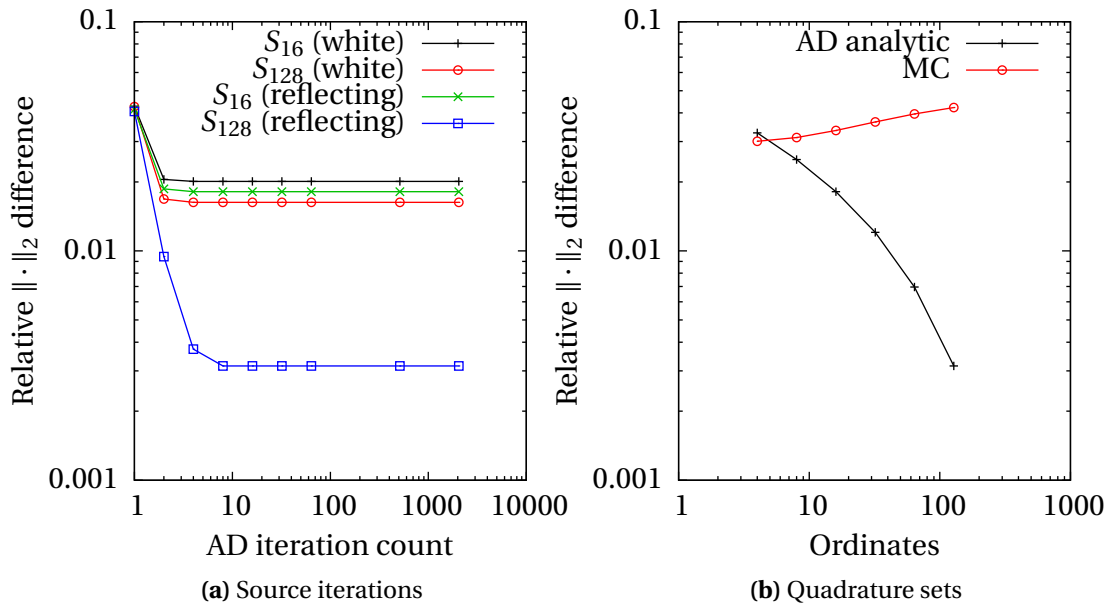 0.1
0.01
0.001
Relative ‖ · ‖₂ difference
S₁₆ (white)
S₁₂₈ (white)
S₁₆ (reflecting)
S₁₂₈ (reflecting)
1 10 100 1000 10000
AD iteration count
(a) Source iterations
0.1
0.01
0.001
Relative ‖ · ‖₂ difference
AD analytic
MC
1 10 100 1000
Ordinates
(b) Quadrature sets